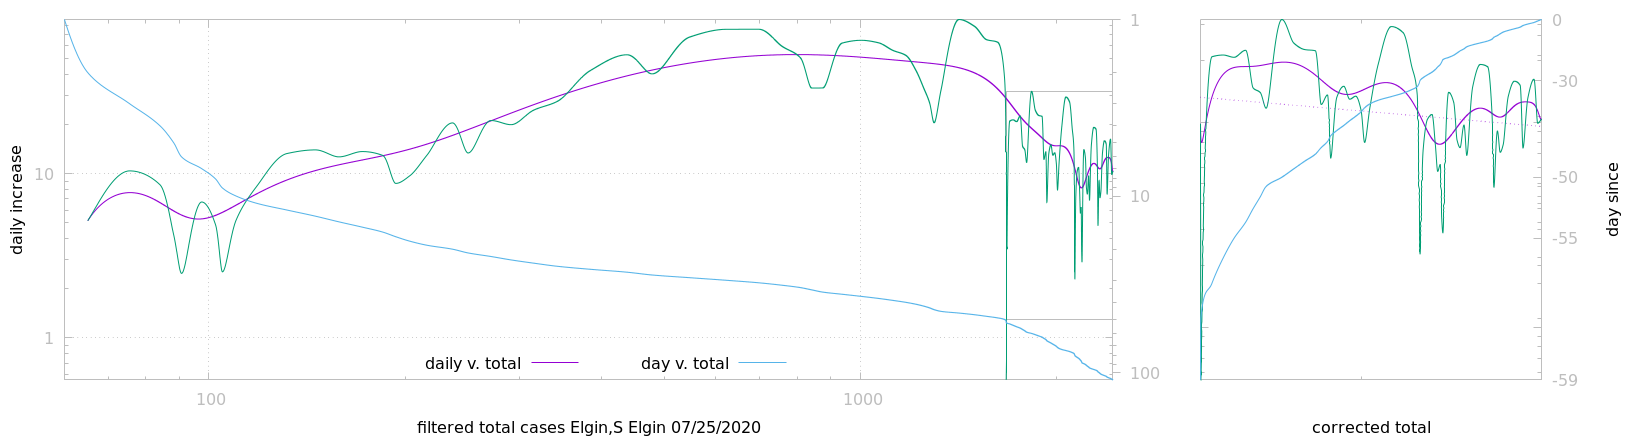 daily increase
10
1
100
1000
daily v. total
day v. total
filtered total cases Elgin,S Elgin 07/25/2020
1
10
100
0
-30
-50
-55
-59
day since
corrected total